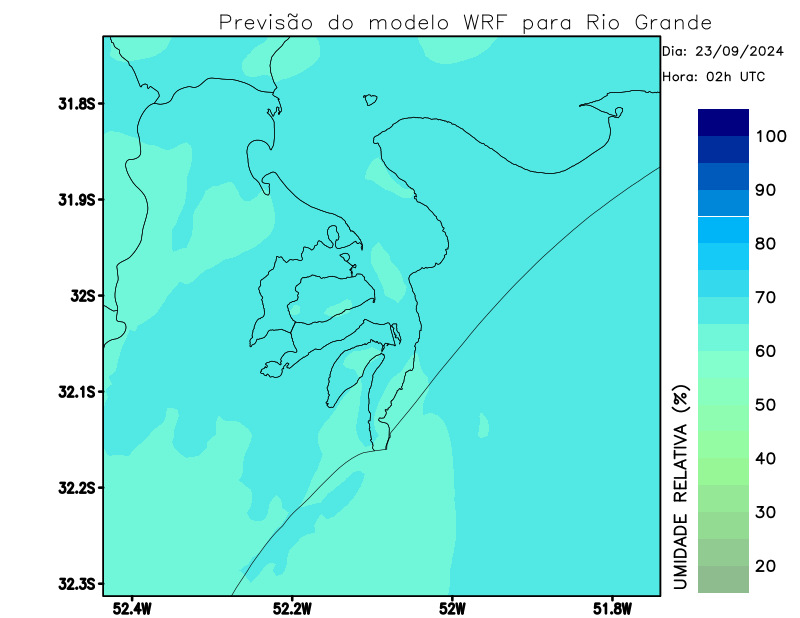 Previsão do modelo WRF para Rio Grande
Dia: 23/09/2024
Hora: 02h UTC
31.8S
31.9S
32S
32.1S
32.2S
32.3S
52.4W
52.2W
52W
51.8W
UMIDADE RELATIVA (%)
100
90
80
70
60
50
40
30
20